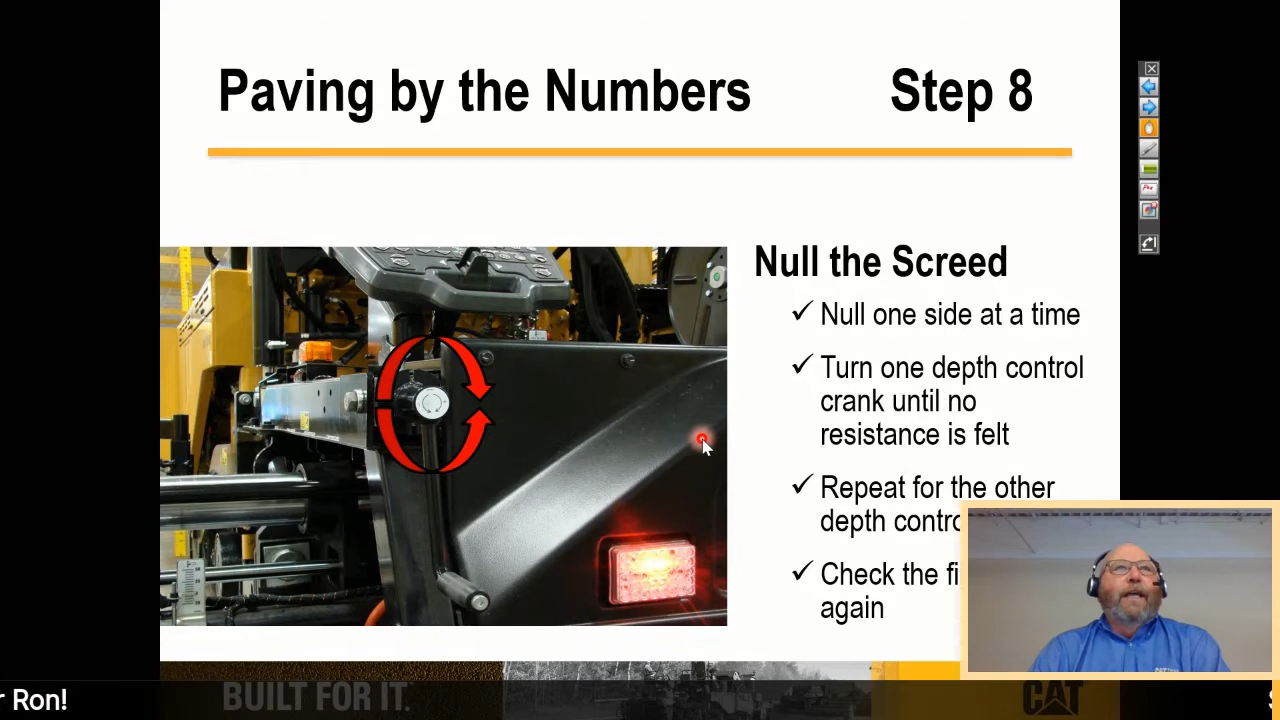 Paving by the Numbers Step 8
Null the Screed
✓ Null one side at a time
✓ Turn one depth control
crank until no
resistance is felt
✓ Repeat for the other
depth contro
✓ Check the fi
again
BUILT FOR IT.
CAT
r Ron!